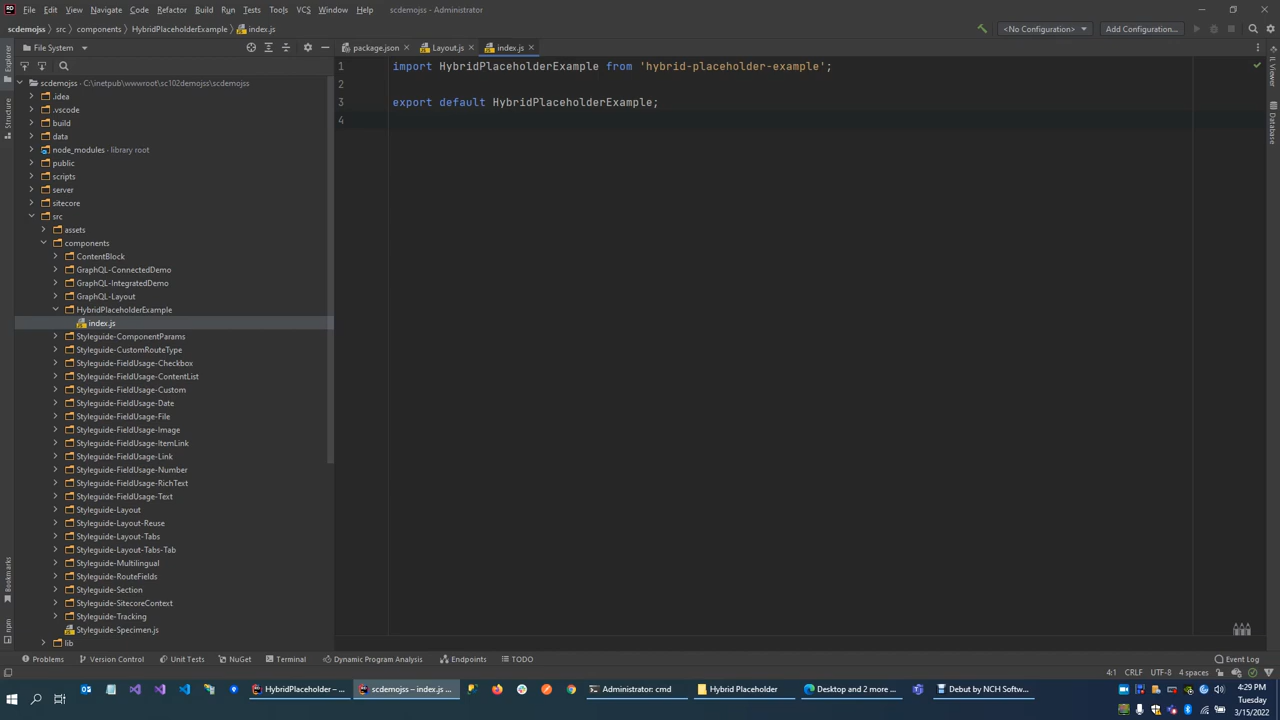 File Edit View Navigate Code Refactor Build Run Tests Tools VCS Window Help scdemojss - Administrator
scdemojss src components HybridPlaceholderExample index.js <No Configuration> Add Configuration...
File System package.json Layout.js index.js
Explorer
Structure
Bookmarks
npm
IL Viewer
Database
scdemojss - C:\inetpub\wwwroot\sc102demojss\scdemojss
.idea
.vscode
build
data
node_modules - library root
public
scripts
server
sitecore
src
assets
components
ContentBlock
GraphQL-ConnectedDemo
GraphQL-IntegratedDemo
GraphQL-Layout
HybridPlaceholderExample
index.js
Styleguide-ComponentParams
Styleguide-CustomRouteType
Styleguide-FieldUsage-Checkbox
Styleguide-FieldUsage-ContentList
Styleguide-FieldUsage-Custom
Styleguide-FieldUsage-Date
Styleguide-FieldUsage-File
Styleguide-FieldUsage-Image
Styleguide-FieldUsage-ItemLink
Styleguide-FieldUsage-Link
Styleguide-FieldUsage-Number
Styleguide-FieldUsage-RichText
Styleguide-FieldUsage-Text
Styleguide-Layout
Styleguide-Layout-Reuse
Styleguide-Layout-Tabs
Styleguide-Layout-Tabs-Tab
Styleguide-Multilingual
Styleguide-RouteFields
Styleguide-Section
Styleguide-SitecoreContext
Styleguide-Tracking
Styleguide-Specimen.js
lib
1 import HybridPlaceholderExample from 'hybrid-placeholder-example';
2
3 export default HybridPlaceholderExample;
4
Problems Version Control Unit Tests NuGet Terminal Dynamic Program Analysis Endpoints TODO Event Log
4:1 CRLF UTF-8 4 spaces
HybridPlaceholder – ... scdemojss – index.js ... Administrator: cmd Hybrid Placeholder Desktop and 2 more ... Debut by NCH Softw...
4:29 PM
Tuesday
3/15/2022